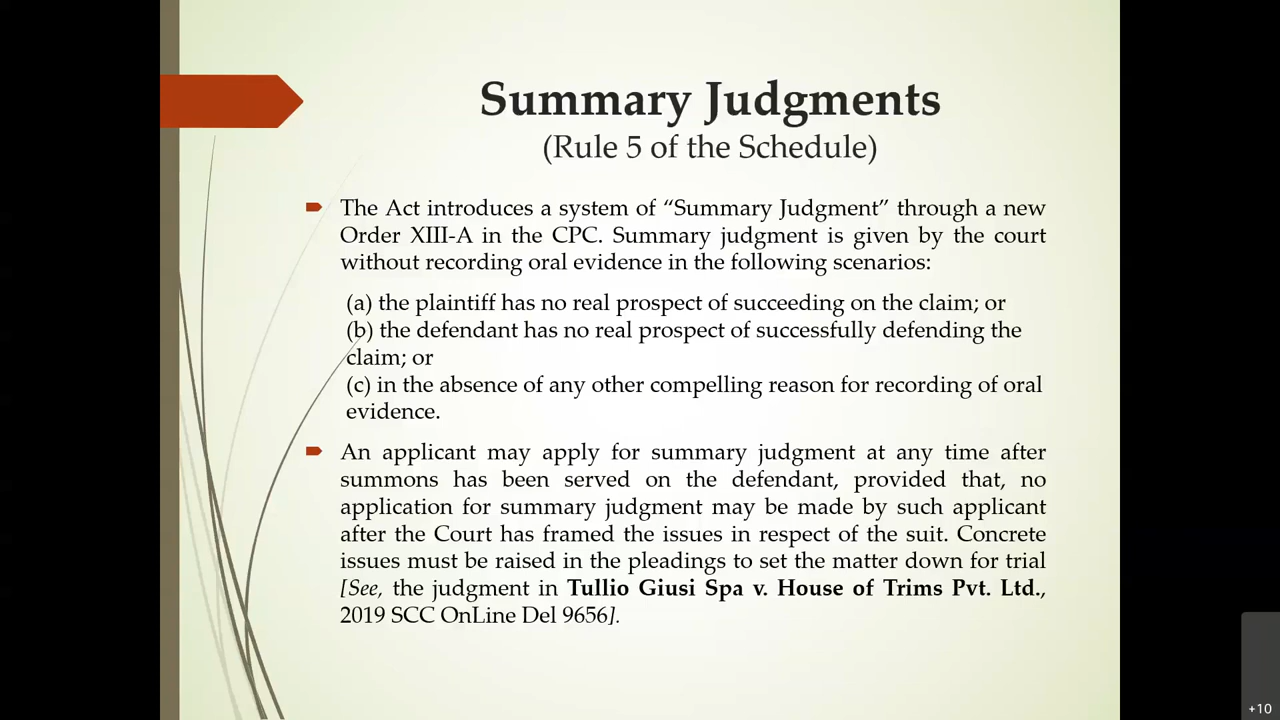 Summary Judgments
(Rule 5 of the Schedule)
The Act introduces a system of “Summary Judgment” through a new
Order XIII-A in the CPC. Summary judgment is given by the court
without recording oral evidence in the following scenarios:
(a) the plaintiff has no real prospect of succeeding on the claim; or
(b) the defendant has no real prospect of successfully defending the
claim; or
(c) in the absence of any other compelling reason for recording of oral
evidence.
An applicant may apply for summary judgment at any time after
summons has been served on the defendant, provided that, no
application for summary judgment may be made by such applicant
after the Court has framed the issues in respect of the suit. Concrete
issues must be raised in the pleadings to set the matter down for trial
[See, the judgment in Tullio Giusi Spa v. House of Trims Pvt. Ltd.,
2019 SCC OnLine Del 9656].
+10